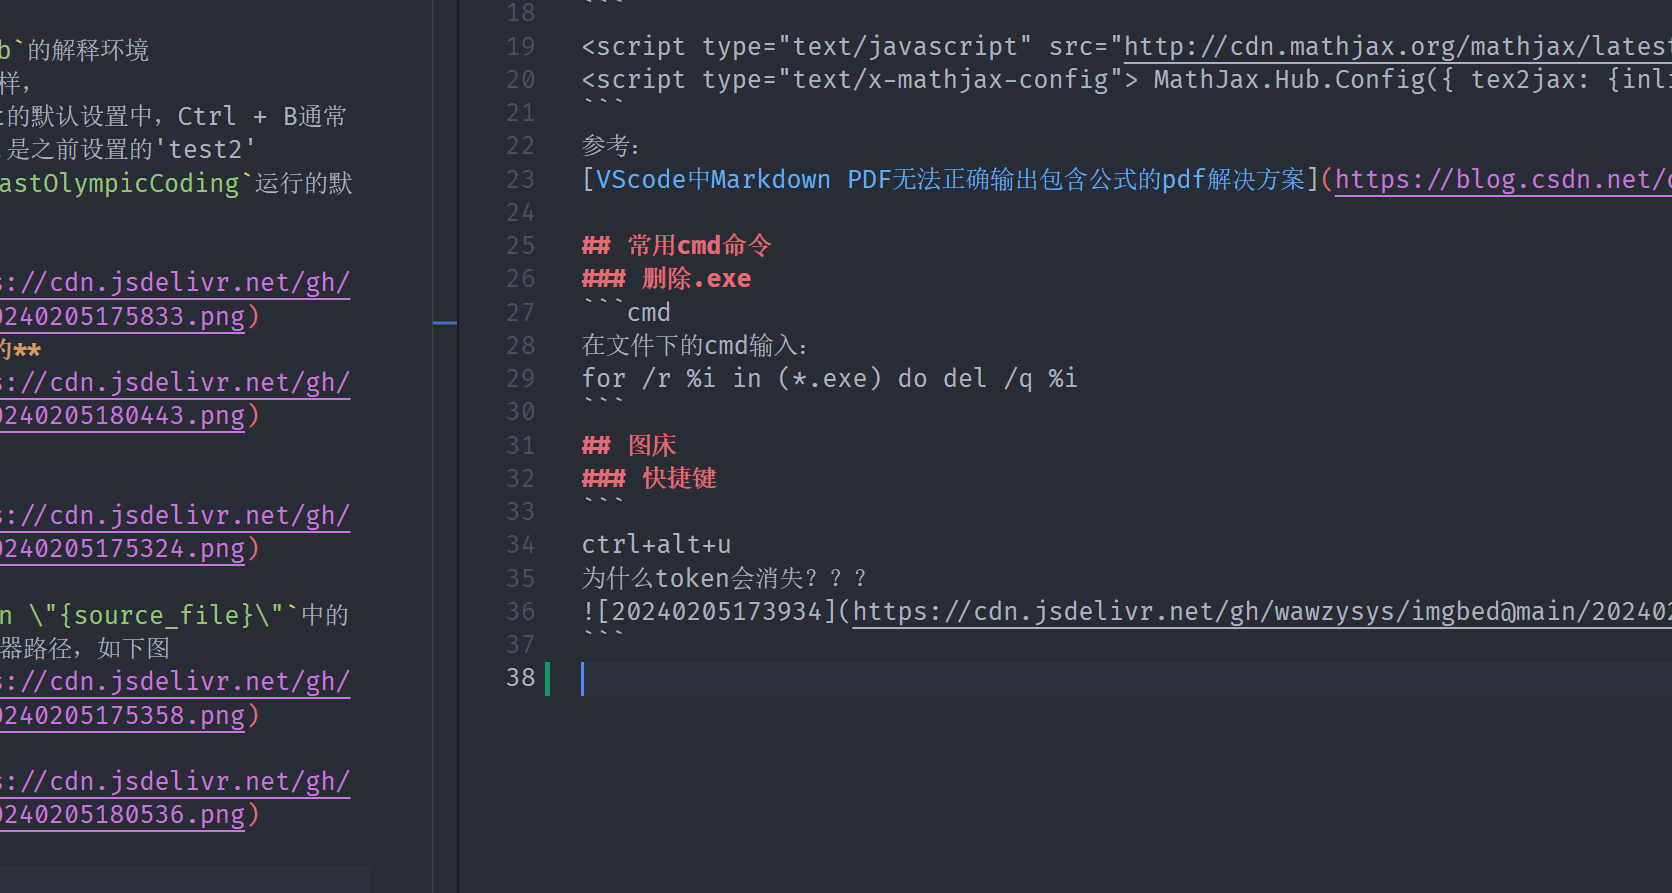 b`的解释环境
样，
t的默认设置中，Ctrl + B通常
是之前设置的'test2'
astOlympicCoding`运行的默
s://cdn.jsdelivr.net/gh/
0240205175833.png)
的**
s://cdn.jsdelivr.net/gh/
0240205180443.png)
s://cdn.jsdelivr.net/gh/
0240205175324.png)
n \"{source_file}\"`中的
器路径，如下图
s://cdn.jsdelivr.net/gh/
0240205175358.png)
s://cdn.jsdelivr.net/gh/
0240205180536.png)
18 ```
19 <script type="text/javascript" src="http://cdn.mathjax.org/mathjax/latest
20 <script type="text/x-mathjax-config"> MathJax.Hub.Config({ tex2jax: {inli
21 ```
22 参考：
23 [VScode中Markdown PDF无法正确输出包含公式的pdf解决方案](https://blog.csdn.net/
24
25 ## 常用cmd命令
26 ### 删除.exe
27 ```cmd
28 在文件下的cmd输入：
29 for /r %i in (*.exe) do del /q %i
30 ```
31 ## 图床
32 ### 快捷键
33 ```
34 ctrl+alt+u
35 为什么token会消失？？？
36 ![20240205173934](https://cdn.jsdelivr.net/gh/wawzysys/imgbed@main/202402
37 ```
38